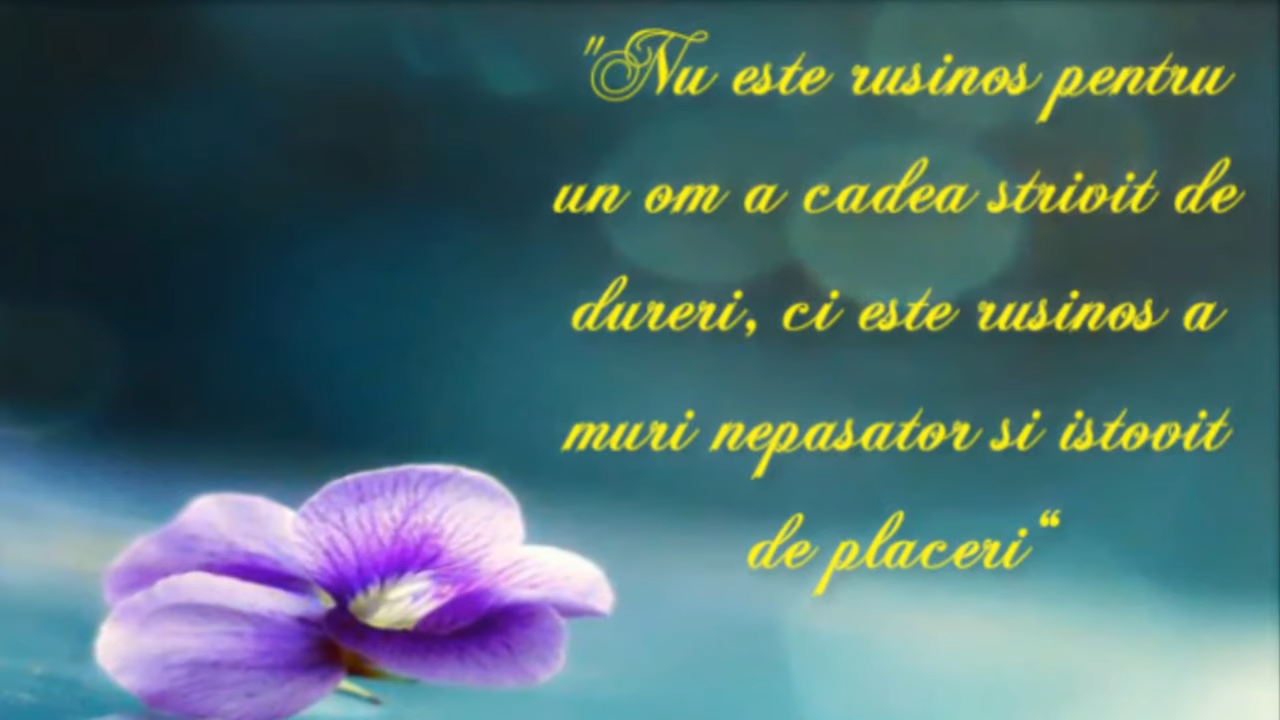 "Nu este rusinos pentru
un om a cadea strivit de
dureri, ci este rusinos a
muri nepasator si istovit
de placeri“